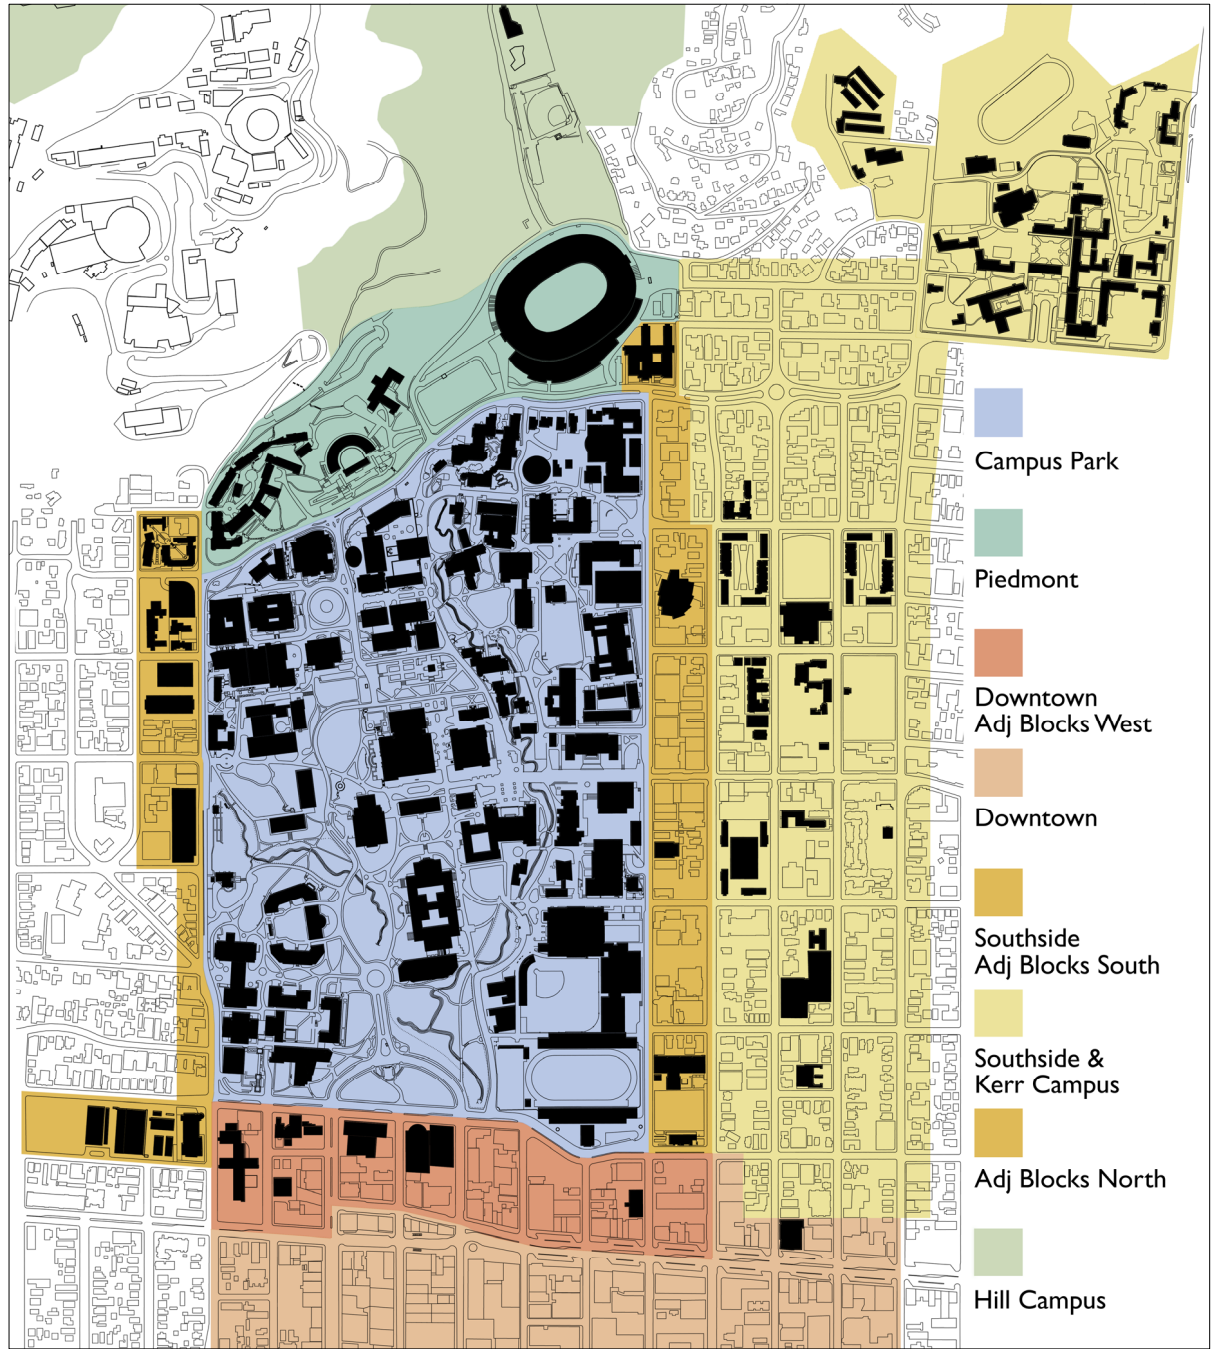 Campus Park
Piedmont
Downtown
Adj Blocks West
Downtown
Southside
Adj Blocks South
Southside &
Kerr Campus
Adj Blocks North
Hill Campus